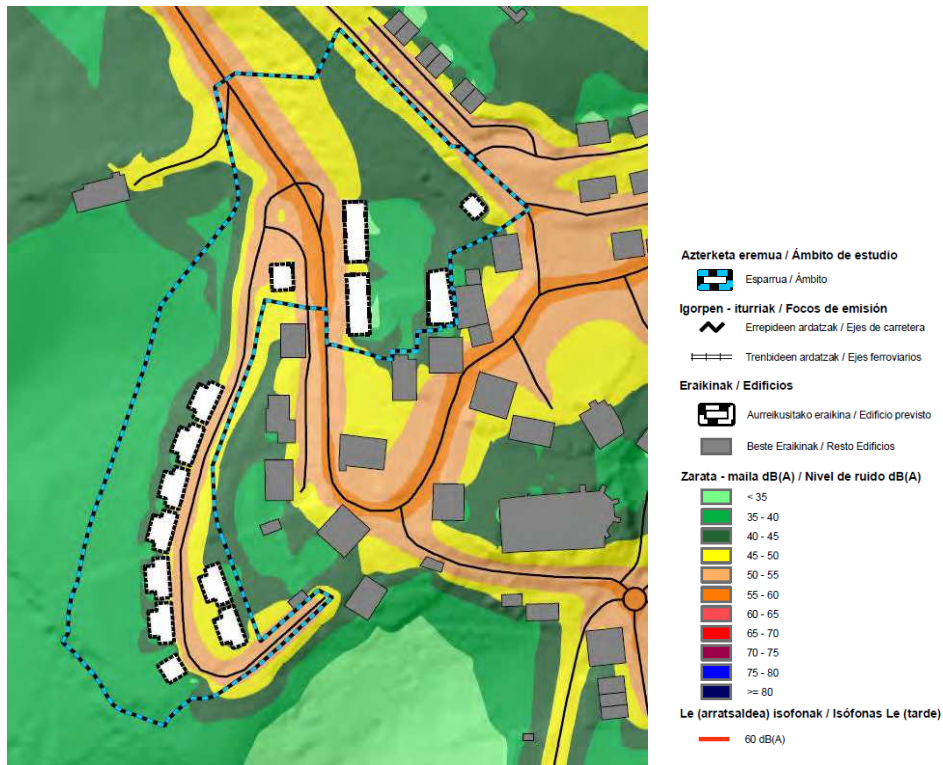 Azterketa eremua / Ámbito de estudio
Esparrua / Ámbito
Igorpen - iturriak / Focos de emisión
Errepideen ardatzak / Ejes de carretera
Trenbideen ardatzak / Ejes ferroviarios
Eraikinak / Edificios
Aurreikusitako eraikina / Edificio previsto
Beste Eraikinak / Resto Edificios
Zarata - maila dB(A) / Nivel de ruido dB(A)
< 35
35 - 40
40 - 45
45 - 50
50 - 55
55 - 60
60 - 65
65 - 70
70 - 75
75 - 80
>= 80
Le (arratsaldea) isofonak / Isófonas Le (tarde)
60 dB(A)